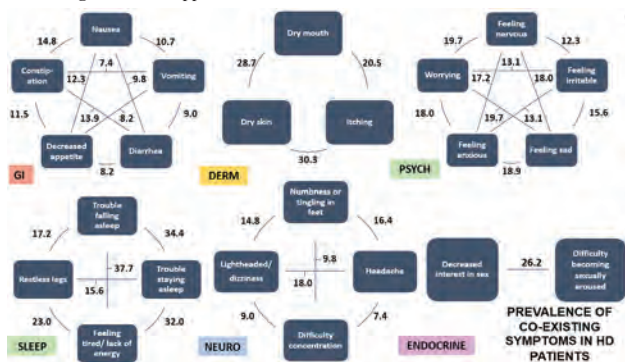 Nausea
14.8
10.7
7.4
Constip-
ation
12.3
9.8
Vomiting
11.5
13.9
8.2
9.0
Decreased
appetite
Diarrhea
8.2
GI
Dry mouth
28.7
20.5
Dry skin
Itching
30.3
DERM
Feeling
nervous
19.7
12.3
13.1
Worrying
17.2
18.0
Feeling
irritable
18.0
19.7
13.1
15.6
Feeling
anxious
Feeling sad
18.9
PSYCH
Trouble
falling
asleep
17.2
34.4
Restless legs
37.7
15.6
Trouble
staying
asleep
23.0
32.0
Feeling
tired/ lack of
energy
SLEEP
Numbness or
tingling in
feet
14.8
16.4
Lightheaded/
dizziness
9.8
18.0
Headache
9.0
7.4
Difficulty
concentration
NEURO
Decreased
interest in sex
26.2
Difficulty
becoming
sexually
aroused
ENDOCRINE
PREVALENCE OF
CO-EXISTING
SYMPTOMS IN HD
PATIENTS